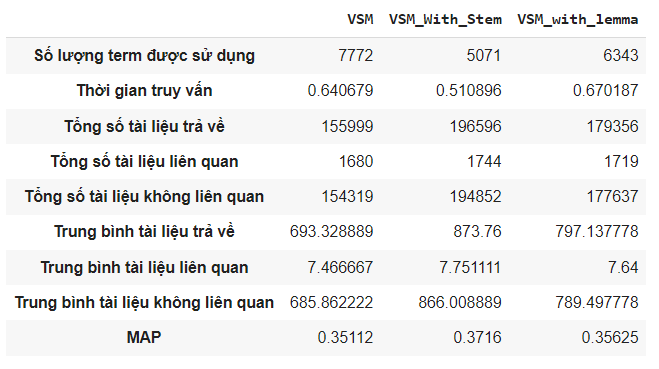 VSM VSM_With_Stem VSM_with_lemma
Số lượng term được sử dụng 7772 5071 6343
Thời gian truy vấn 0.640679 0.510896 0.670187
Tổng số tài liệu trả về 155999 196596 179356
Tổng số tài liệu liên quan 1680 1744 1719
Tổng số tài liệu không liên quan 154319 194852 177637
Trung bình tài liệu trả về 693.328889 873.76 797.137778
Trung bình tài liệu liên quan 7.466667 7.751111 7.64
Trung bình tài liệu không liên quan 685.862222 866.008889 789.497778
MAP 0.35112 0.3716 0.35625